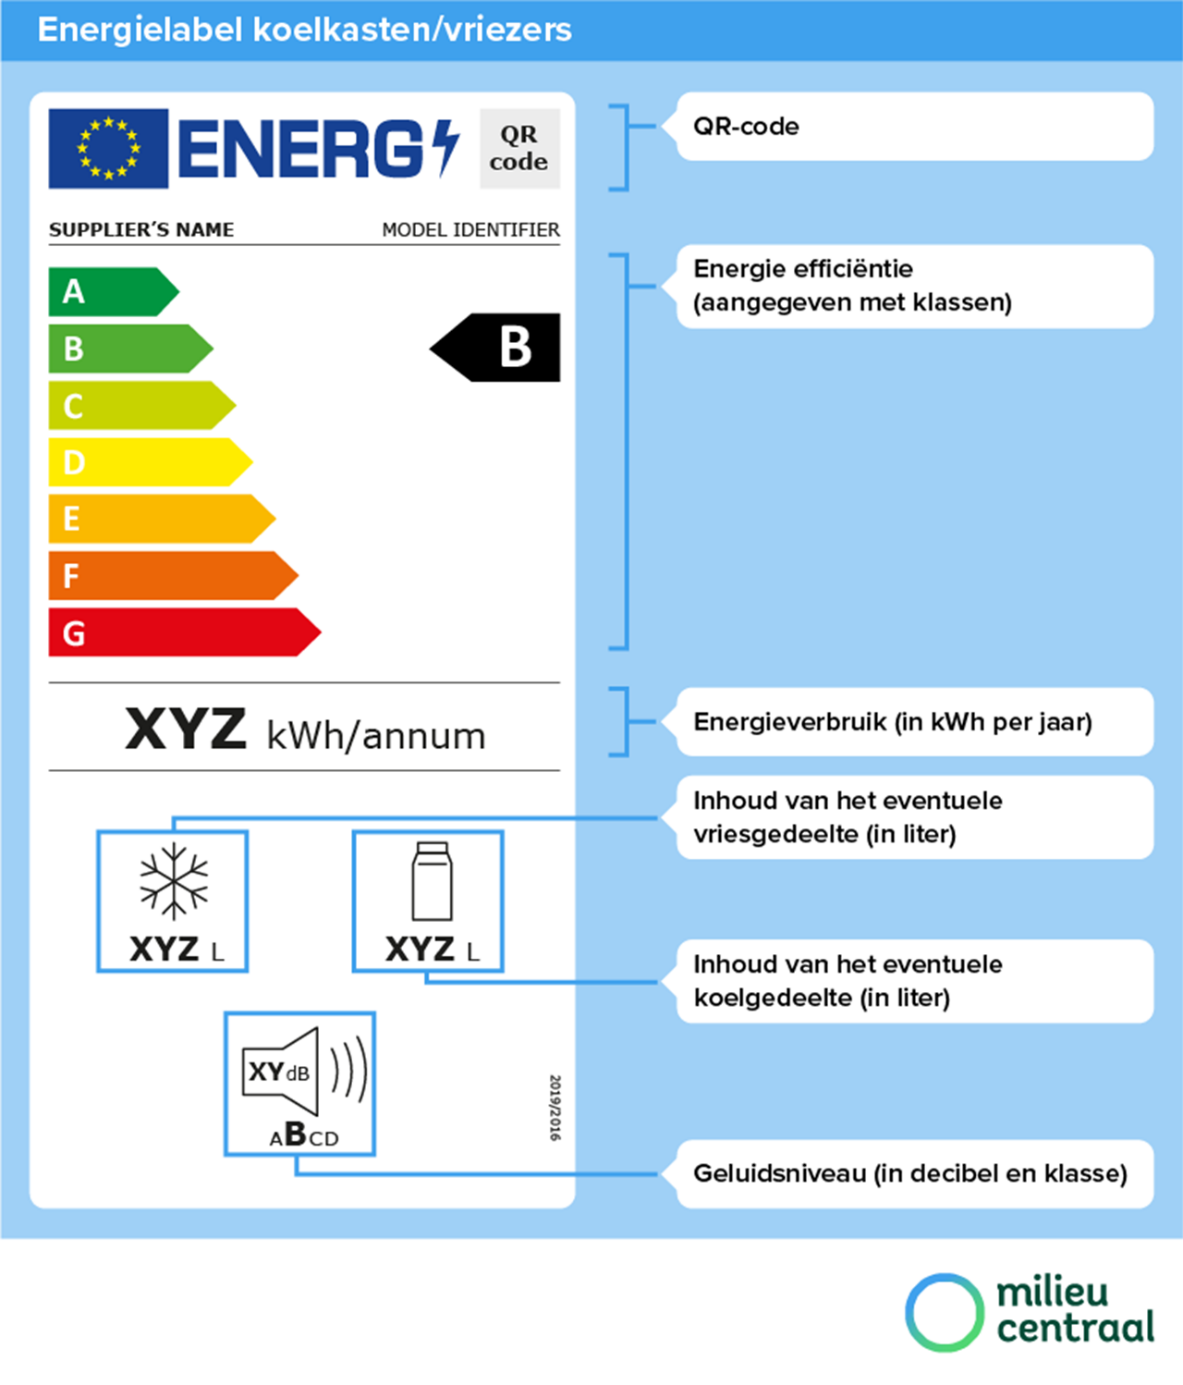 Energielabel koelkasten/vriezers
ENERG
QR
code
QR-code
SUPPLIER´S NAME
MODEL IDENTIFIER
Energie efficiëntie
(aangegeven met klassen)
A
B
B
C
D
E
F
G
XYZ kWh/annum
Energieverbruik (in kWh per jaar)
Inhoud van het eventuele
vriesgedeelte (in liter)
XYZ L
XYZ L
Inhoud van het eventuele
koelgedeelte (in liter)
XYdB
ABCD
2019/2016
Geluidsniveau (in decibel en klasse)
milieu
centraal